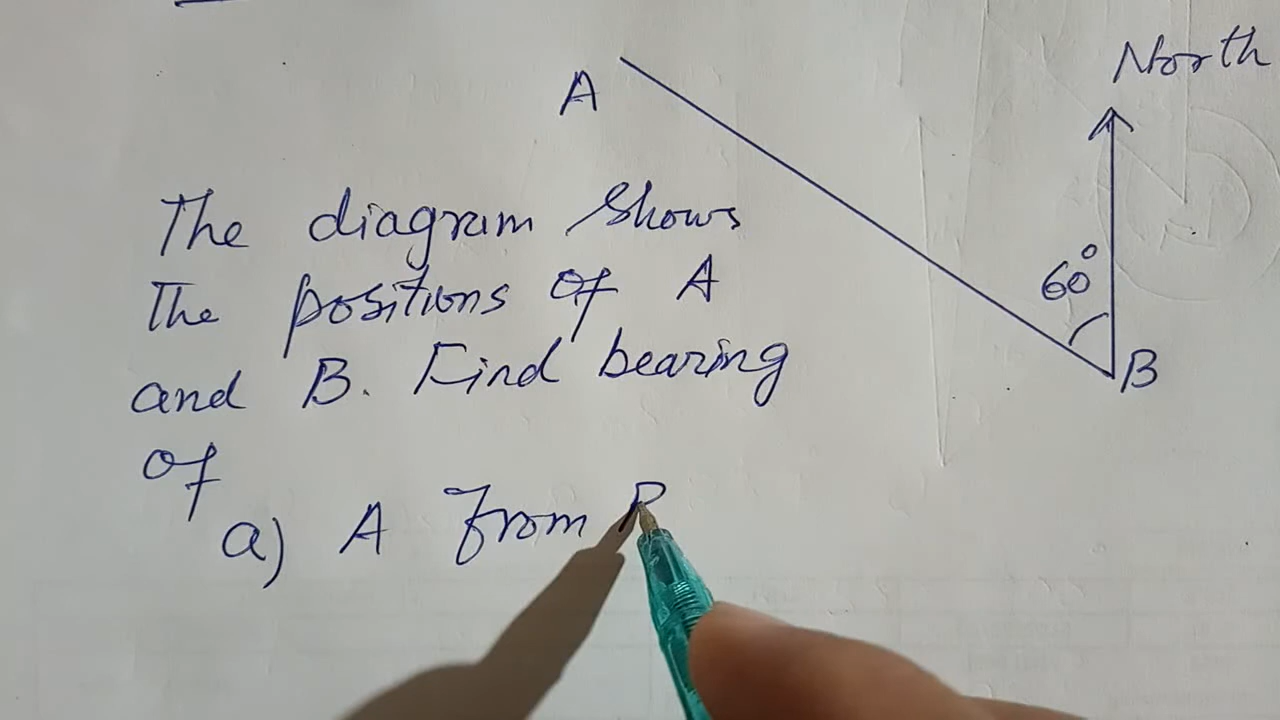 North
A
60°
B
The diagram shows
The positions of A
and B. Find bearing
of
a) A from